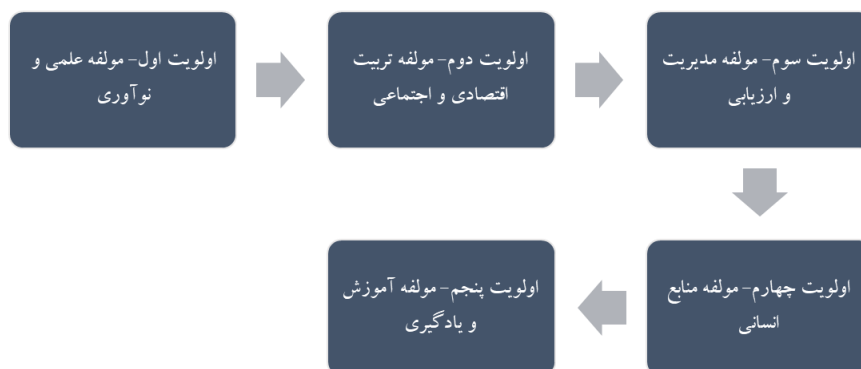 اولویت اول- مولفه علمی و
نوآوری
اولویت دوم- مولفه تربیت
اقتصادی و اجتماعی
اولویت سوم- مولفه مدیریت
و ارزیابی
اولویت چهارم- مولفه منابع
انسانی
اولویت پنجم- مولفه آموزش
و یادگیری